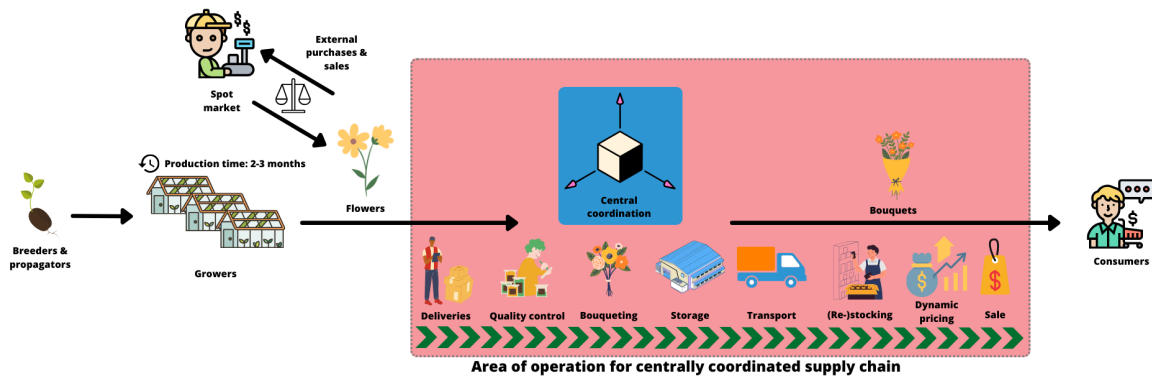 External
purchases &
sales
Spot
market
Production time: 2-3 months
Flowers
Breeders &
propagators
Growers
Central
coordination
Bouquets
Consumers
Deliveries
Quality control
Bouqueting
Storage
Transport
(Re-)stocking
Dynamic
pricing
Sale
Area of operation for centrally coordinated supply chain